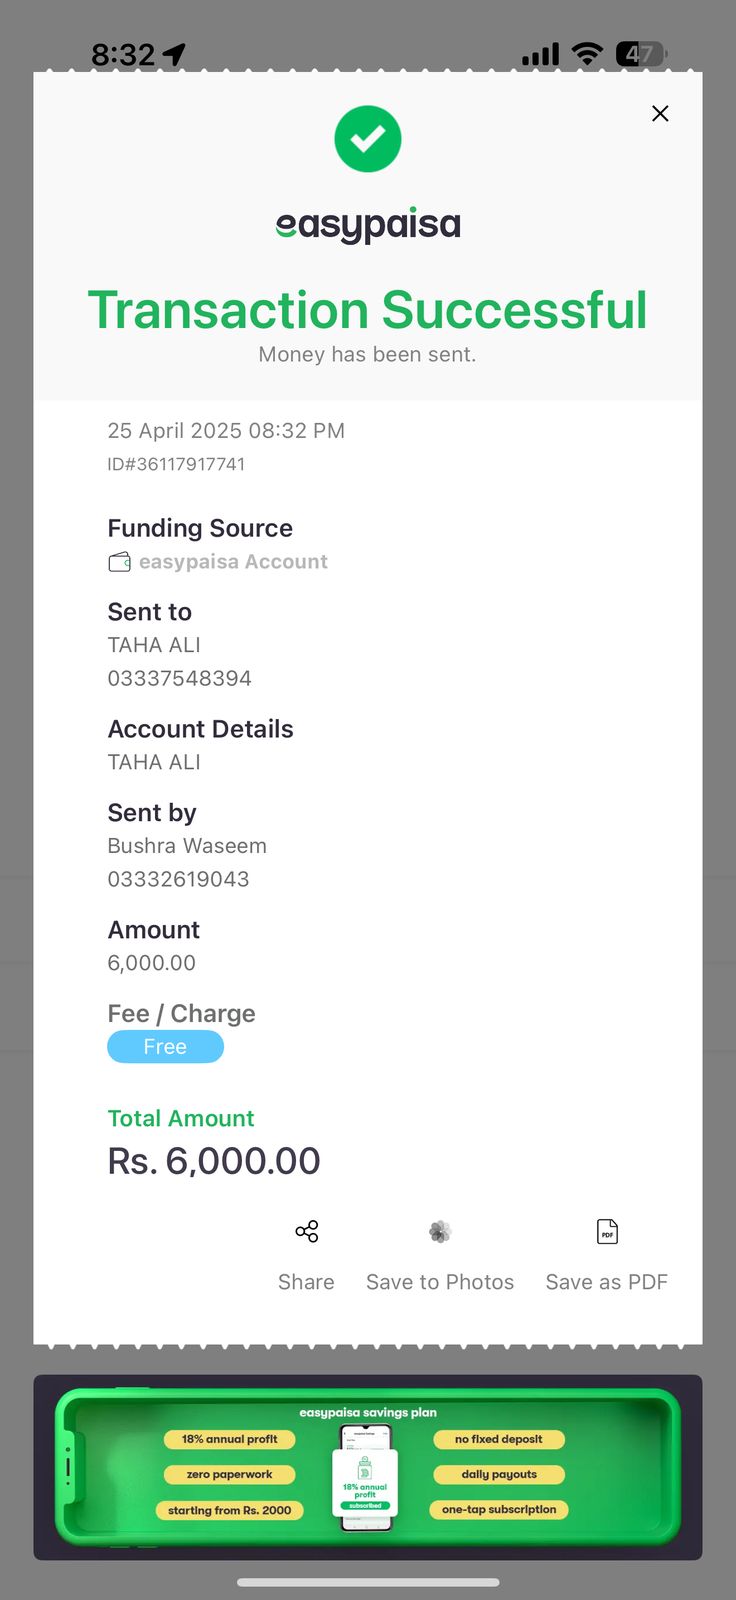 8:32
47
easypaisa
Transaction Successful
Money has been sent.
25 April 2025 08:32 PM
ID#36117917741
Funding Source
easypaisa Account
Sent to
TAHA ALI
03337548394
Account Details
TAHA ALI
Sent by
Bushra Waseem
03332619043
Amount
6,000.00
Fee / Charge
Free
Total Amount
Rs. 6,000.00
PDF
Share
Save to Photos
Save as PDF
easypaisa savings plan
18% annual profit
no fixed deposit
zero paperwork
daily payouts
starting from Rs. 2000
one-tap subscription
18% annual
profit
subscribed